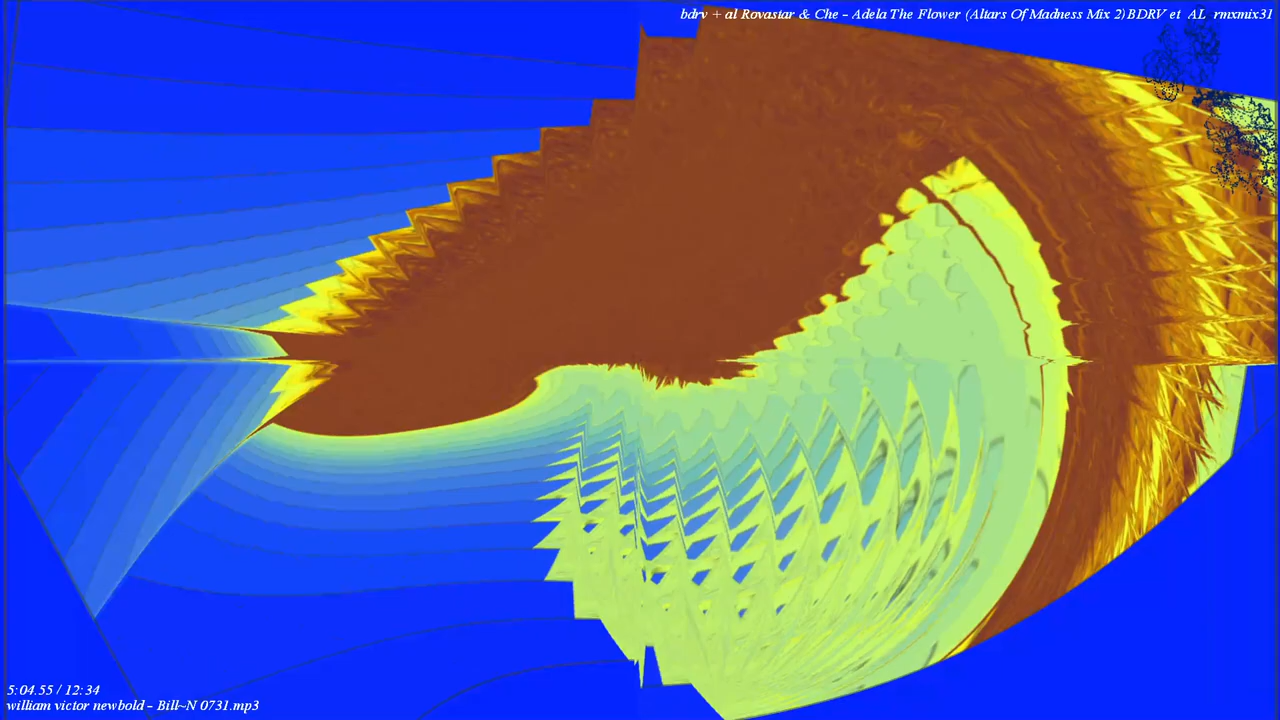 bdrv + al Rovastar & Che - Adela The Flower (Altars Of Madness Mix 2)BDRV et AL rmxmix31
5:04.55 / 12:34
william victor newbold - Bill~N 0731.mp3